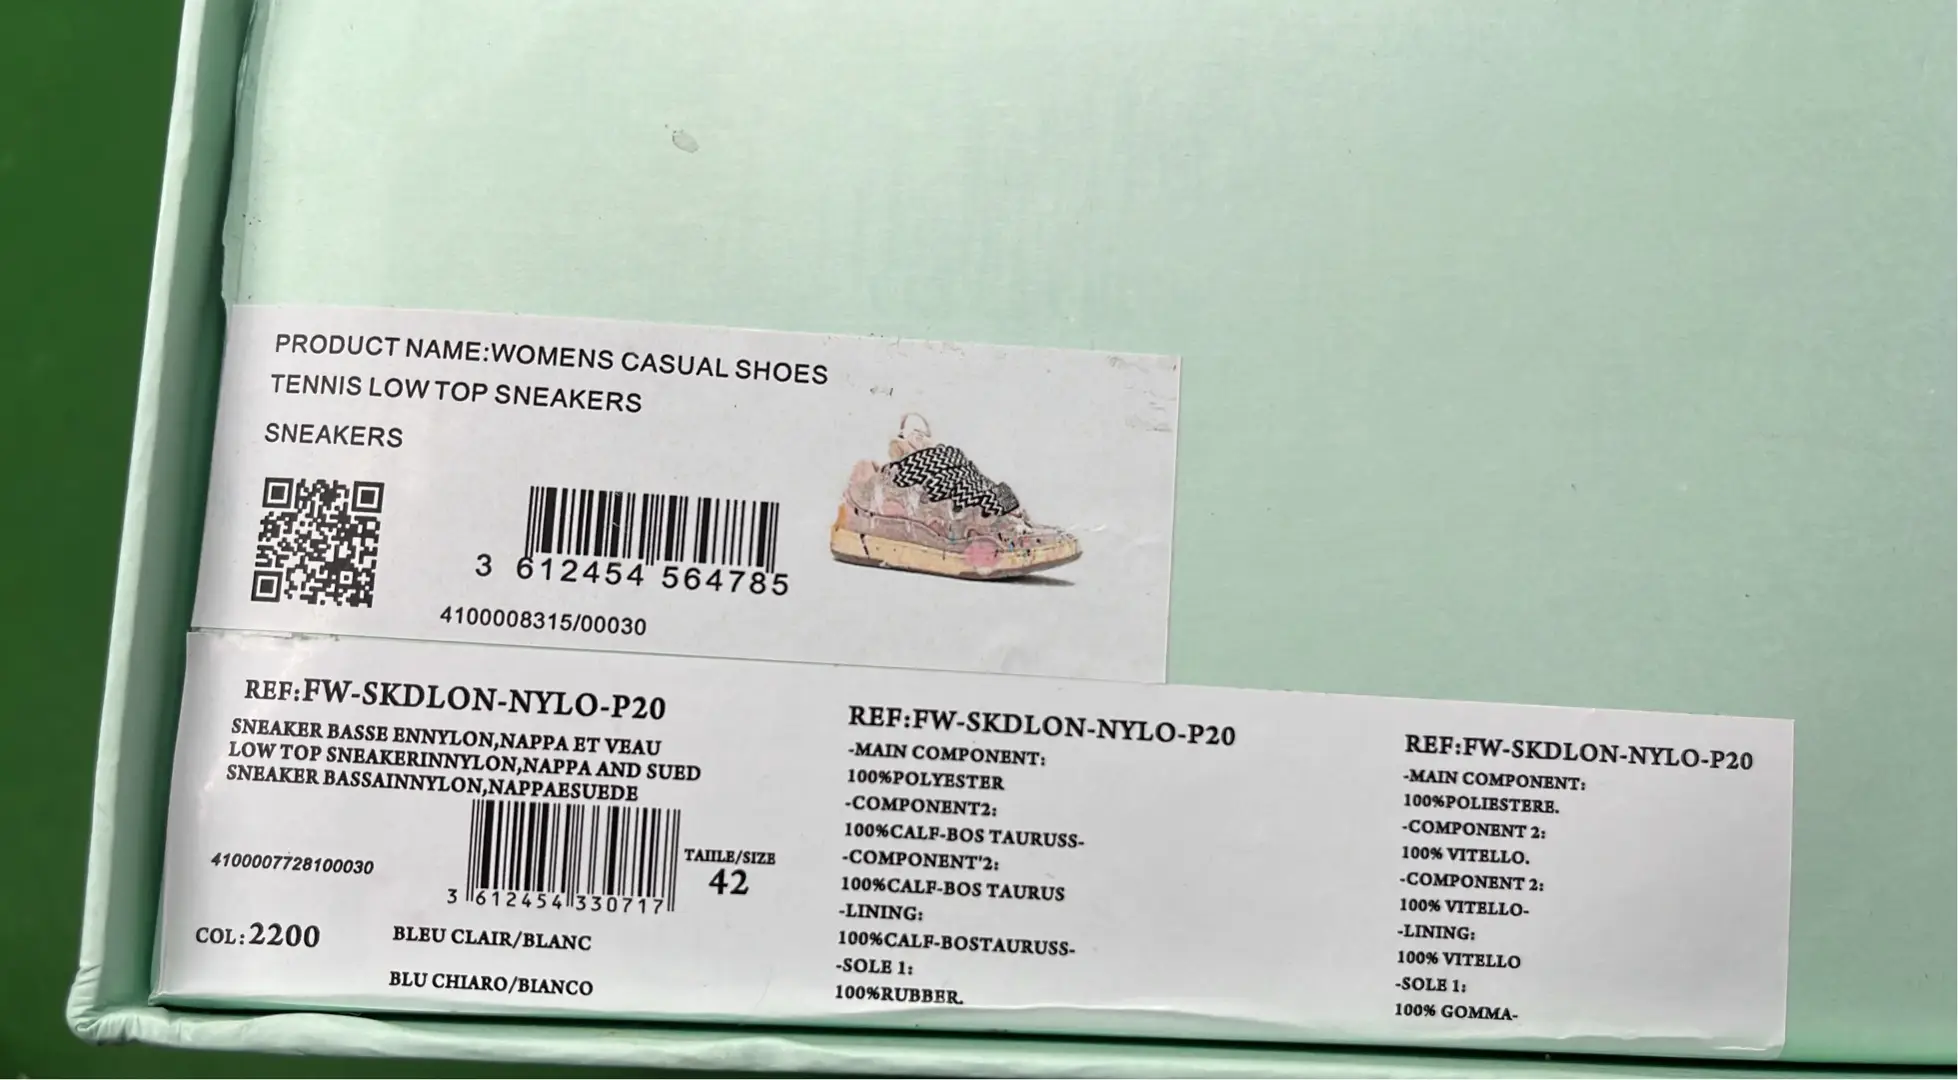 PRODUCT NAME:WOMENS CASUAL SHOES
TENNIS LOW TOP SNEAKERS
SNEAKERS
3 612454 564785
4100008315/00030
REF:FW-SKDLON-NYLO-P20
SNEAKER BASSE ENNYLON,NAPPA ET VEAU
LOW TOP SNEAKERINNYLON,NAPPA AND SUED
SNEAKER BASSAINNYLON,NAPPAESUEDE
4100007728100030
3 612454 330717
TAIILE/SIZE
42
COL:2200
BLEU CLAIR/BLANC
BLU CHIARO/BIANCO
REF:FW-SKDLON-NYLO-P20
-MAIN COMPONENT:
100%POLYESTER
-COMPONENT2:
100%CALF-BOS TAURUSS-
-COMPONENT'2:
100%CALF-BOS TAURUS
-LINING:
100%CALF-BOSTAURUSS-
-SOLE 1:
100%RUBBER.
REF:FW-SKDLON-NYLO-P20
-MAIN COMPONENT:
100%POLIESTERE.
-COMPONENT 2:
100% VITELLO.
-COMPONENT 2:
100% VITELLO-
-LINING:
100% VITELLO
-SOLE 1:
100% GOMMA-